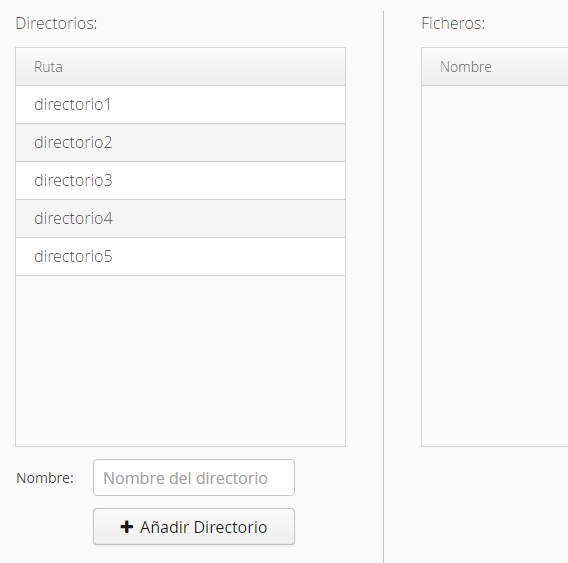 Directorios:
Ruta
directorio1
directorio2
directorio3
directorio4
directorio5
Nombre:
Nombre del directorio
Añadir Directorio
Ficheros:
Nombre